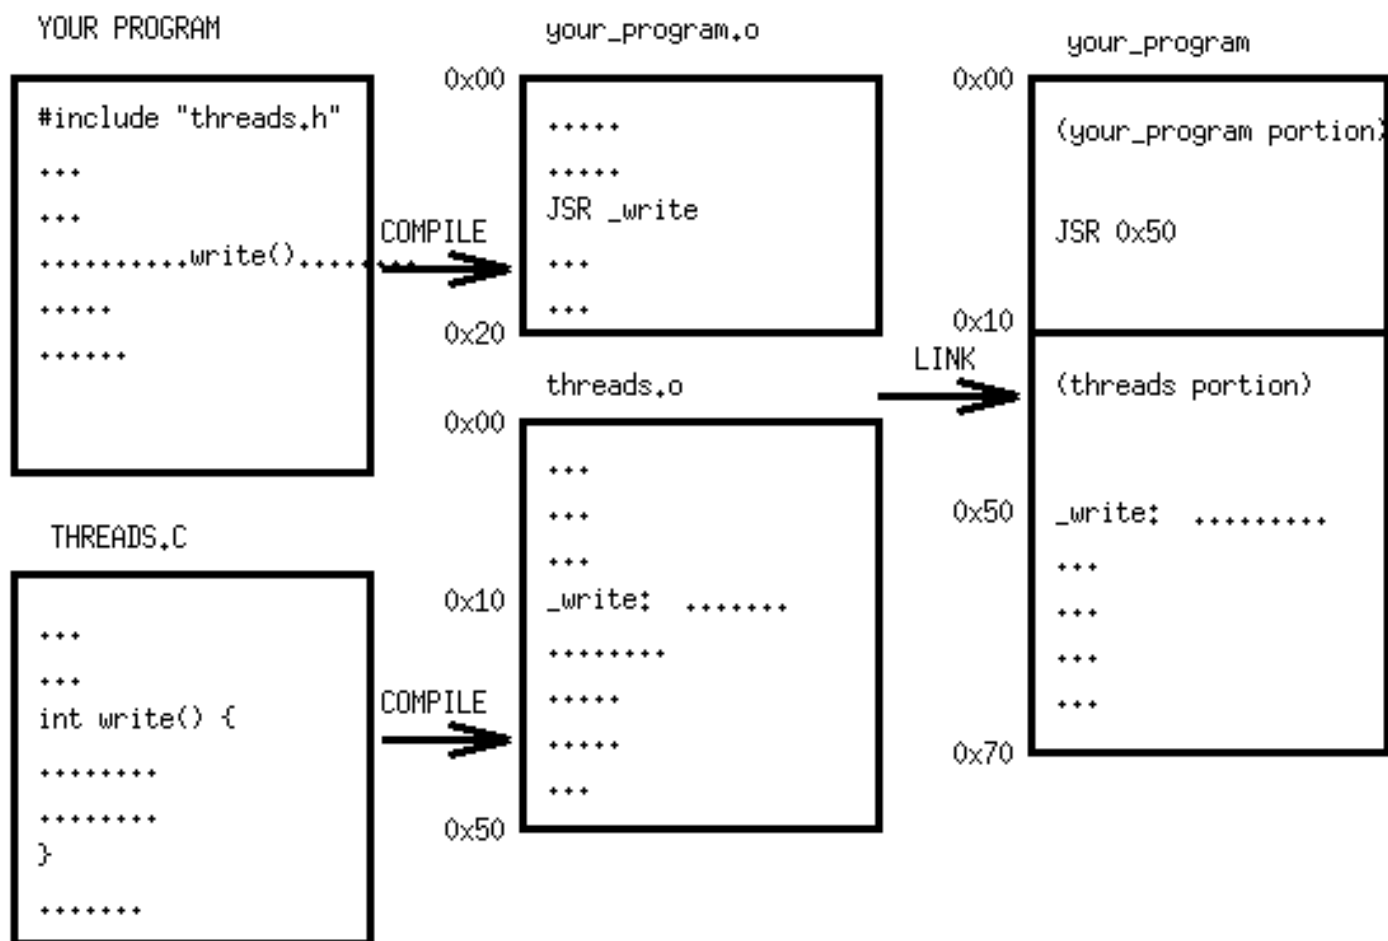 YOUR PROGRAM
#include "threads.h"
...
...
..........write()........
.....
......
THREADS.C
...
...
int write() {
........
........
}
.......
COMPILE
COMPILE
your_program.o
0x00
.....
.....
JSR _write
...
...
0x20
threads.o
0x00
...
...
...
0x10 _write: .......
........
.....
.....
...
0x50
LINK
your_program
0x00
(your_program portion)
JSR 0x50
0x10
(threads portion)
0x50 _write: .........
...
...
...
...
0x70